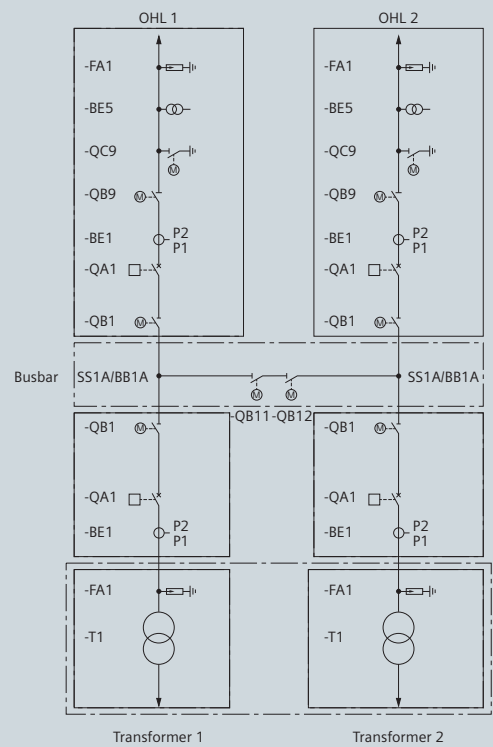 OHL 1 OHL 2
-FA1 -FA1
-BE5 -BE5
-QC9 -QC9
M M
-QB9 M -QB9 M
-BE1 P2 -BE1 P2
P1 P1
-QA1 -QA1
-QB1 M -QB1 M
Busbar SS1A/BB1A SS1A/BB1A
M M
-QB11 -QB12
-QB1 M -QB1 M
-QA1 -QA1
-BE1 P2 -BE1 P2
P1 P1
-FA1 -FA1
-T1 -T1
Transformer 1 Transformer 2